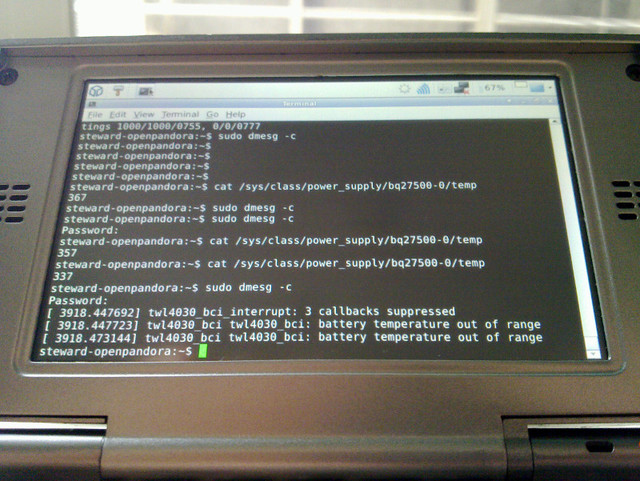 67%
Terminal
File Edit View Terminal Go Help
tings 1000/1000/0755, 0/0/0777
steward-openpandora:~$ sudo dmesg -c
steward-openpandora:~$
steward-openpandora:~$
steward-openpandora:~$
steward-openpandora:~$ cat /sys/class/power_supply/bq27500-0/temp
367
steward-openpandora:~$ sudo dmesg -c
steward-openpandora:~$ sudo dmesg -c
Password:
steward-openpandora:~$ cat /sys/class/power_supply/bq27500-0/temp
357
steward-openpandora:~$ cat /sys/class/power_supply/bq27500-0/temp
337
steward-openpandora:~$ sudo dmesg -c
Password:
[ 3918.447692] twl4030_bci_interrupt: 3 callbacks suppressed
[ 3918.447723] twl4030_bci twl4030_bci: battery temperature out of range
[ 3918.473144] twl4030_bci twl4030_bci: battery temperature out of range
steward-openpandora:~$